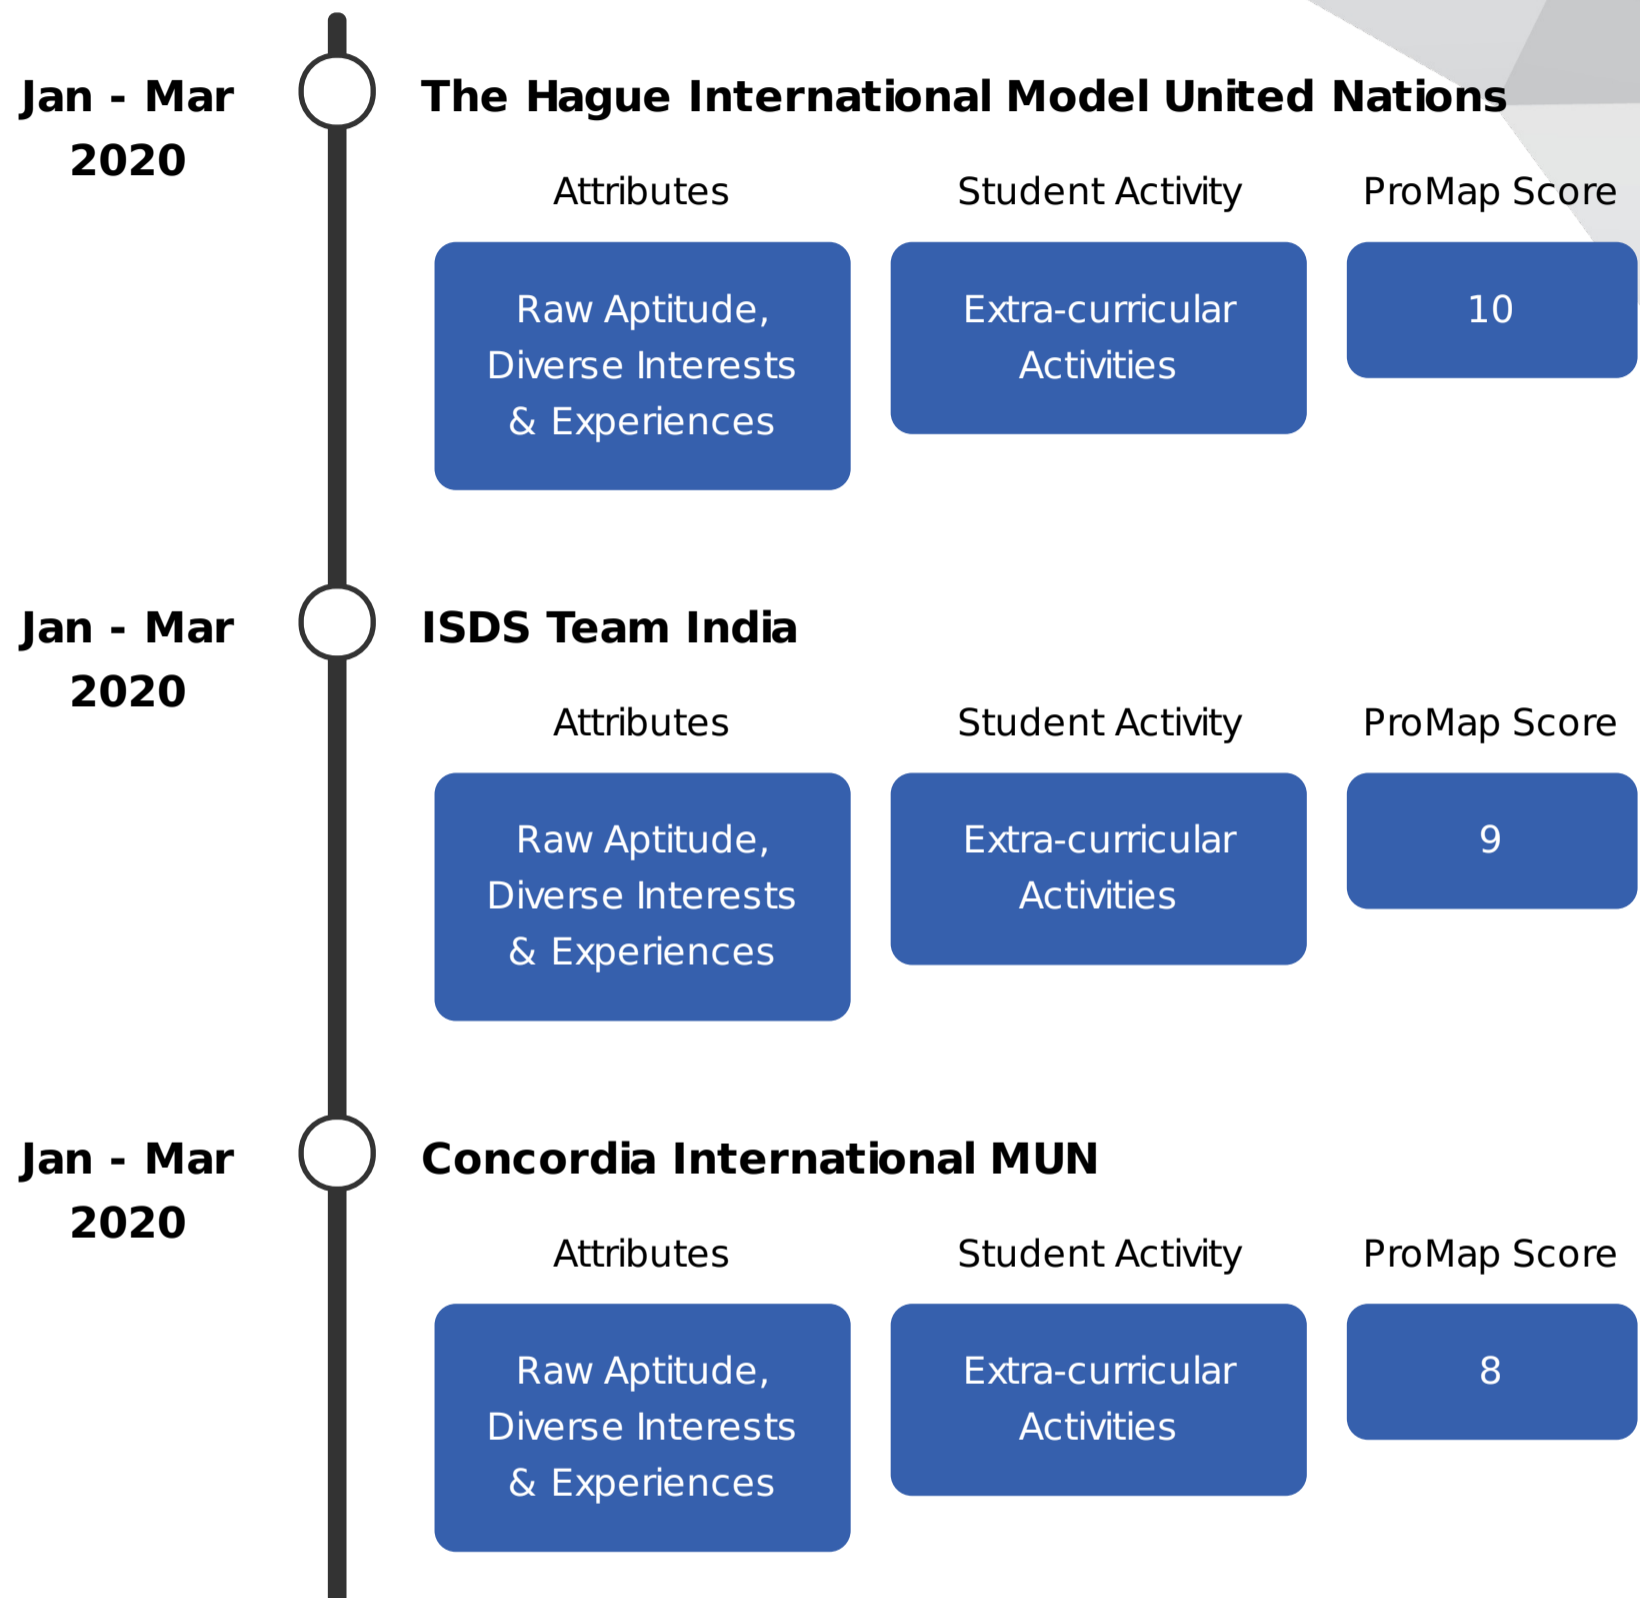 Jan - Mar
2020
The Hague International Model United Nations
Attributes
Student Activity
ProMap Score
Raw Aptitude,
Diverse Interests
& Experiences
Extra-curricular
Activities
10
Jan - Mar
2020
ISDS Team India
Attributes
Student Activity
ProMap Score
Raw Aptitude,
Diverse Interests
& Experiences
Extra-curricular
Activities
9
Jan - Mar
2020
Concordia International MUN
Attributes
Student Activity
ProMap Score
Raw Aptitude,
Diverse Interests
& Experiences
Extra-curricular
Activities
8